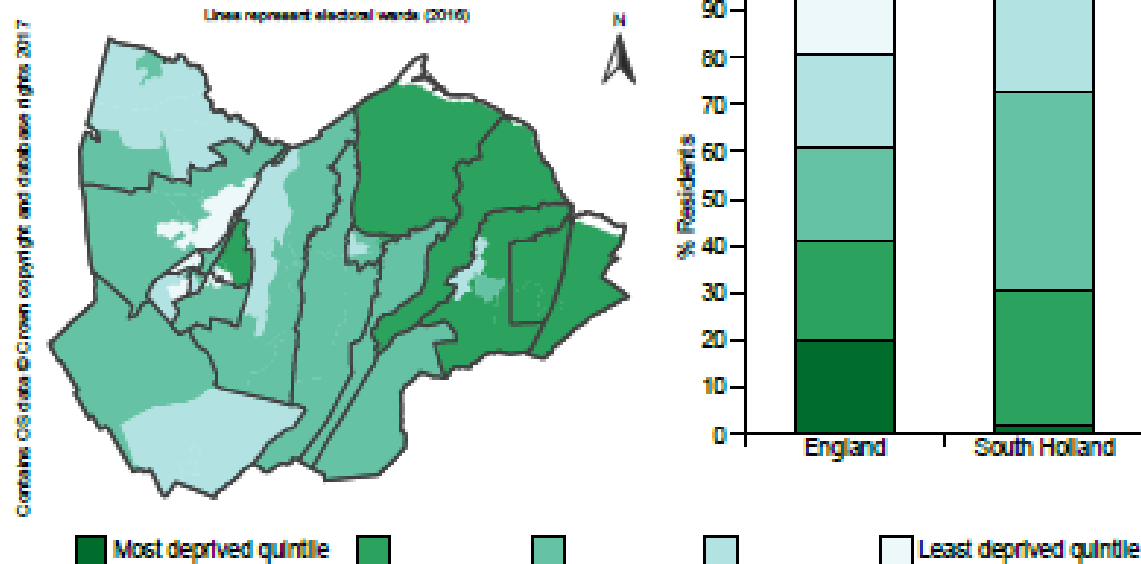 Lines represent electoral wards (2016)
N
Contains OS data © Crown copyright and database rights 2017
% Residents
90
80
70
60
50
40
30
20
10
0
England
South Holland
Most deprived quintile
Least deprived quintile